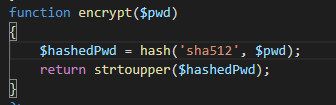 function encrypt($pwd)
{
    $hashedPwd = hash('sha512', $pwd);
    return strtoupper($hashedPwd);
}